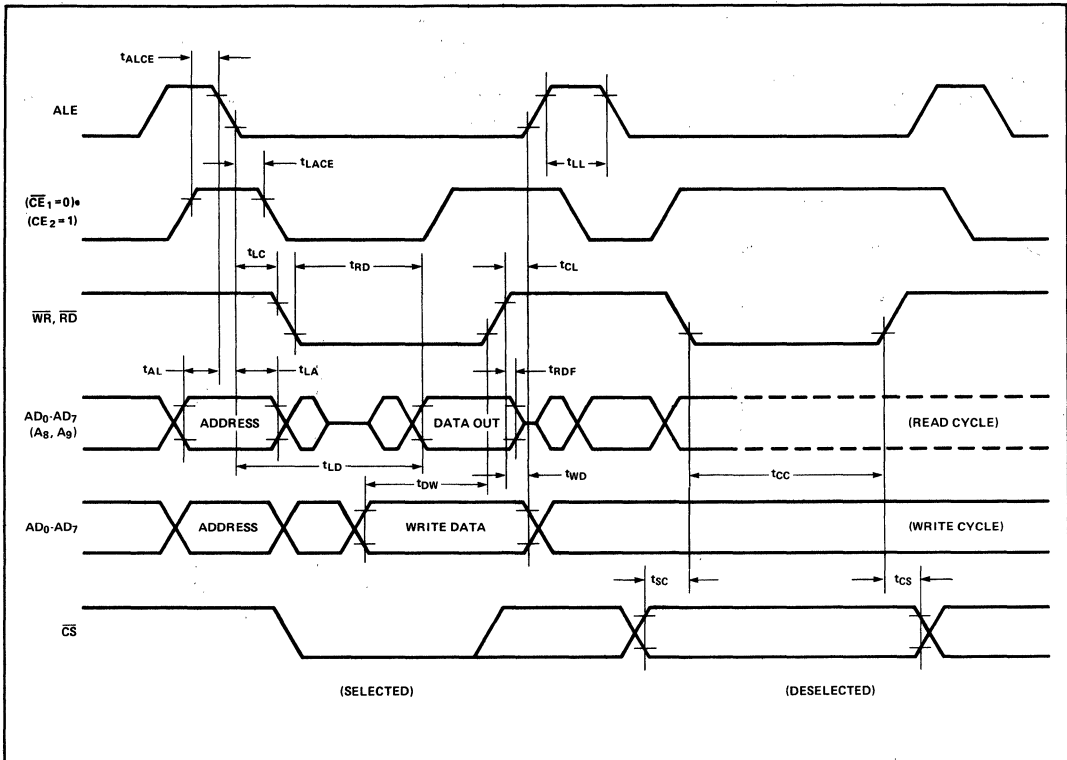 tALCE
ALE
tLACE
tLL
(CE1=0)•
(CE2=1)
tLC
tRD
tCL
WR, RD
tAL
tLA
tRDF
AD0-AD7
(A8, A9)
ADDRESS
DATA OUT
(READ CYCLE)
tLD
tDW
tWD
tCC
AD0-AD7
ADDRESS
WRITE DATA
(WRITE CYCLE)
tSC
tCS
CS
(SELECTED)
(DESELECTED)